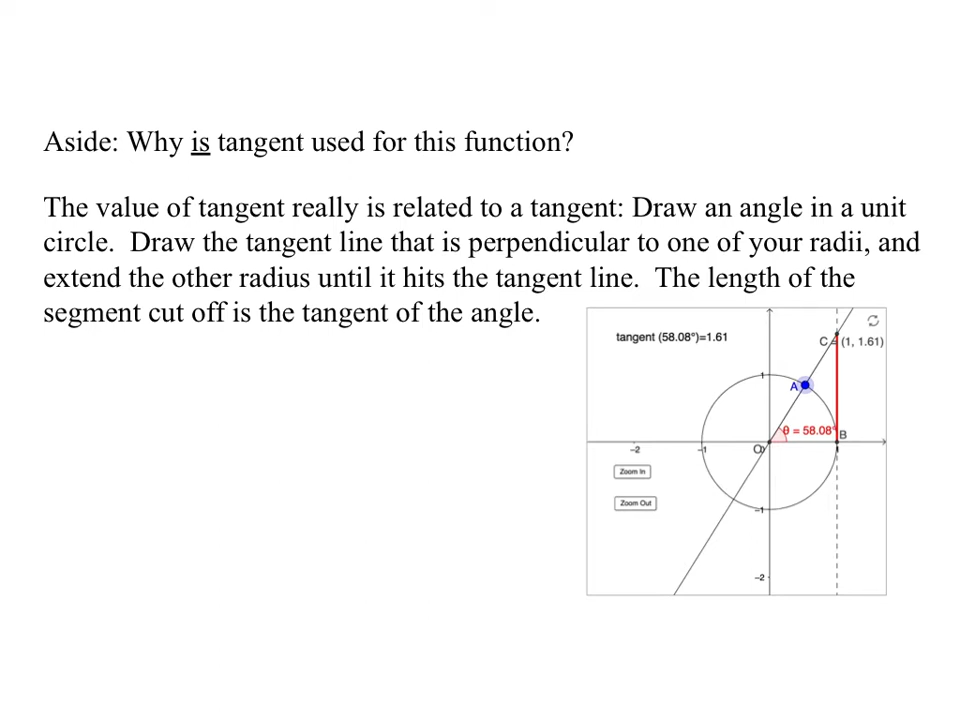 Aside: Why is tangent used for this function?
The value of tangent really is related to a tangent: Draw an angle in a unit
circle.  Draw the tangent line that is perpendicular to one of your radii, and
extend the other radius until it hits the tangent line.  The length of the
segment cut off is the tangent of the angle.
tangent (58.08°)=1.61
C = (1, 1.61)
1
A
θ = 58.08°
B
−2
−1
O
1
Zoom In
Zoom Out
−1
−2